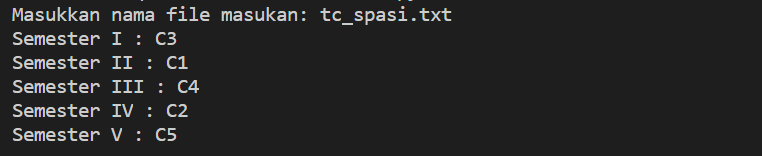 Masukkan nama file masukan: tc_spasi.txt
Semester I : C3
Semester II : C1
Semester III : C4
Semester IV : C2
Semester V : C5